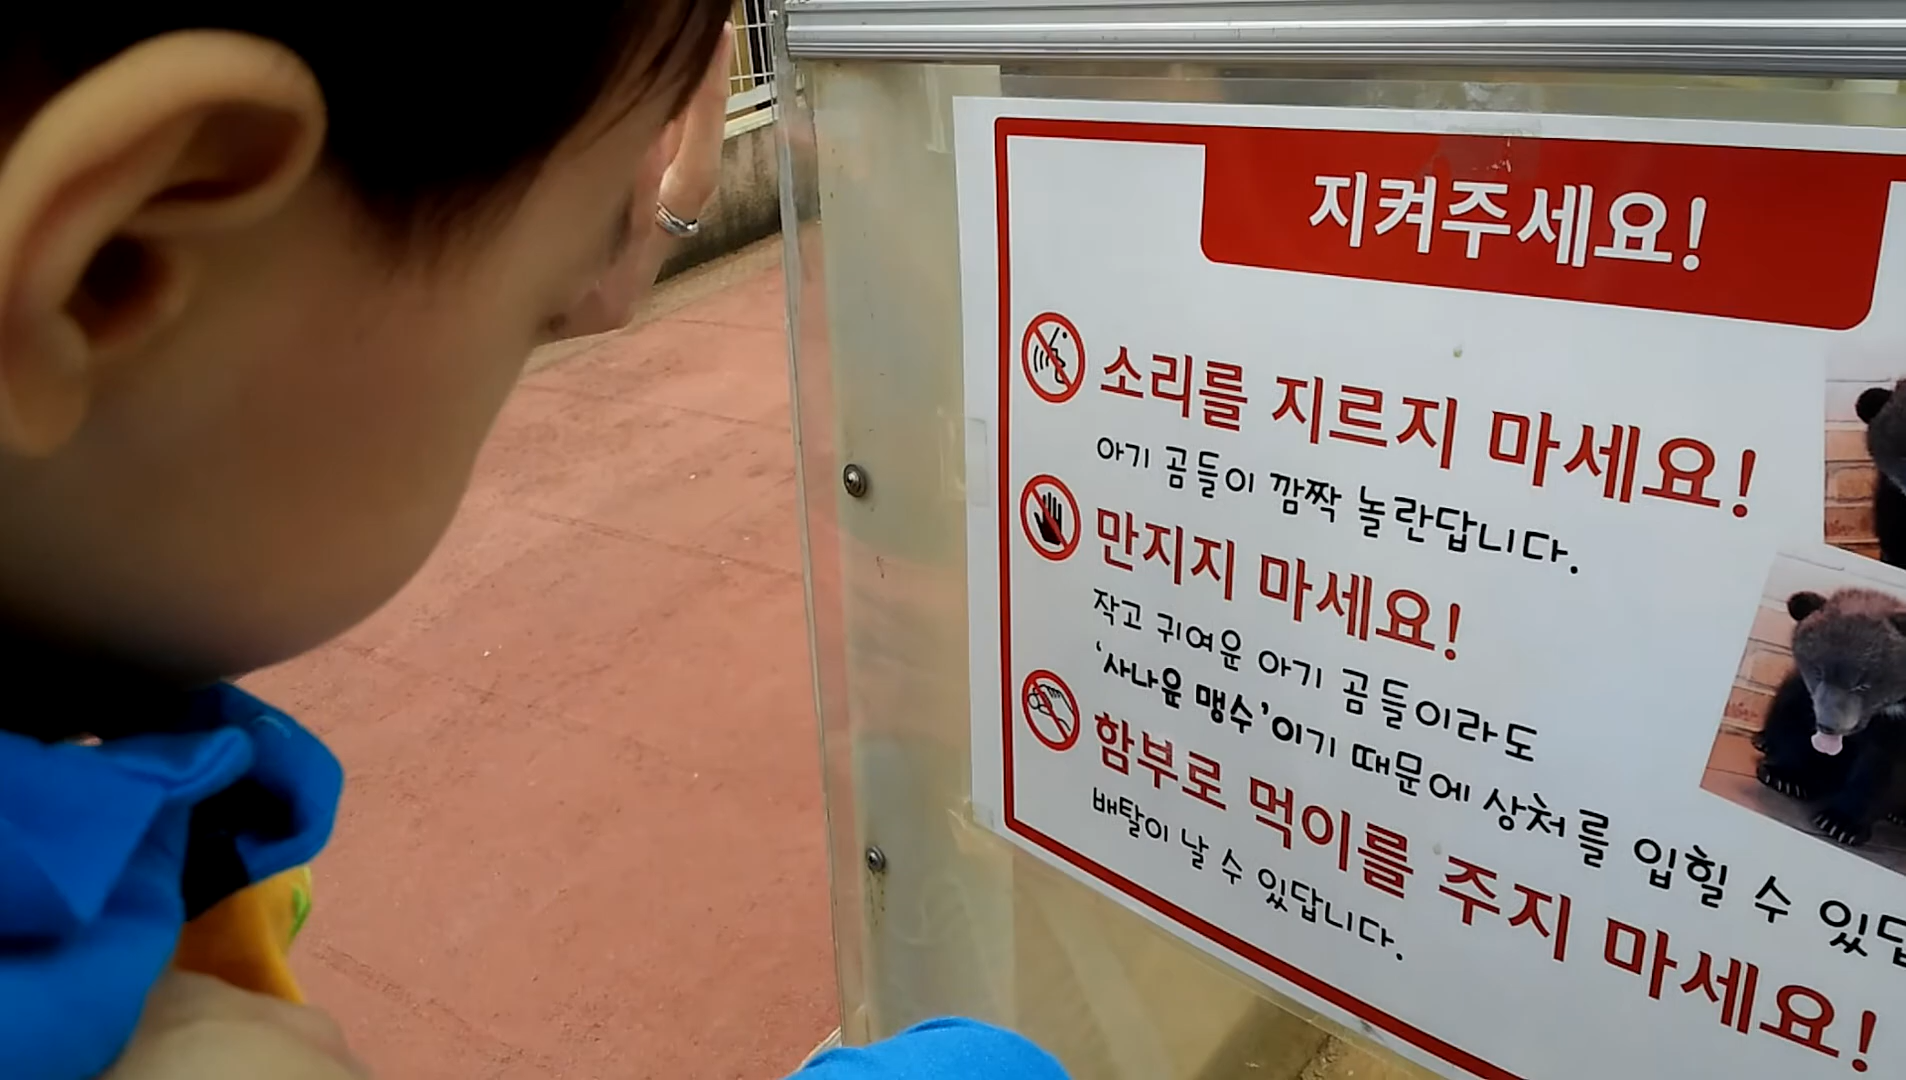 지켜주세요!
소리를 지르지 마세요!
아기 곰들이 깜짝 놀란답니다.
만지지 마세요!
작고 귀여운 아기 곰들이라도
'사나운 맹수'이기 때문에 상처를 입힐 수 있답
함부로 먹이를 주지 마세요!
배탈이 날 수 있답니다.